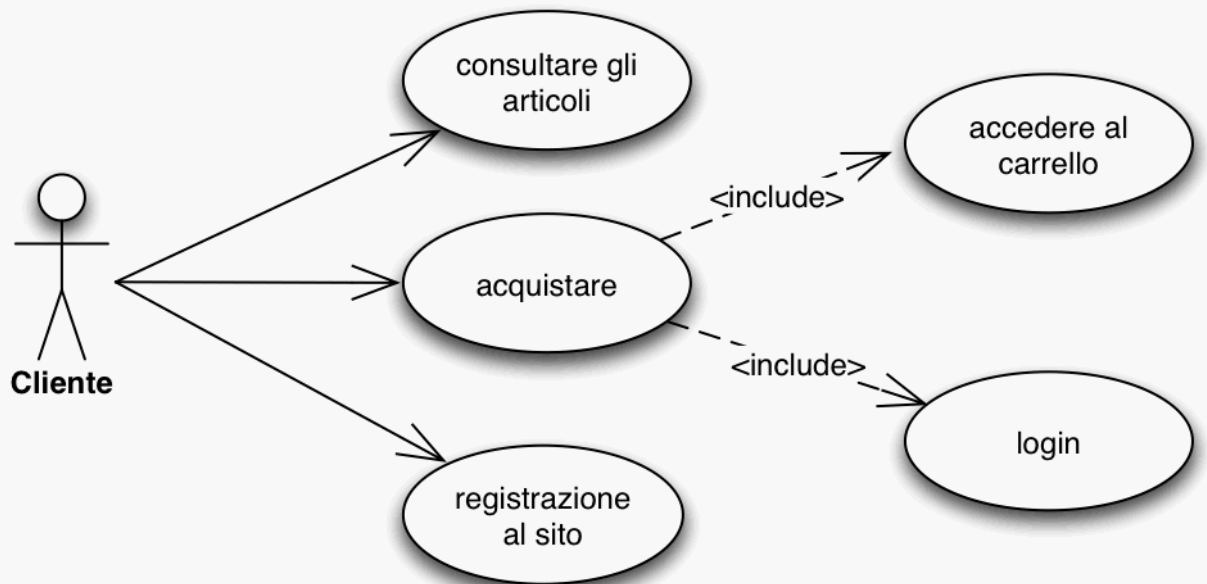 consultare gli
articoli
accedere al
carrello
<include>
acquistare
<include>
Cliente
login
registrazione
al sito